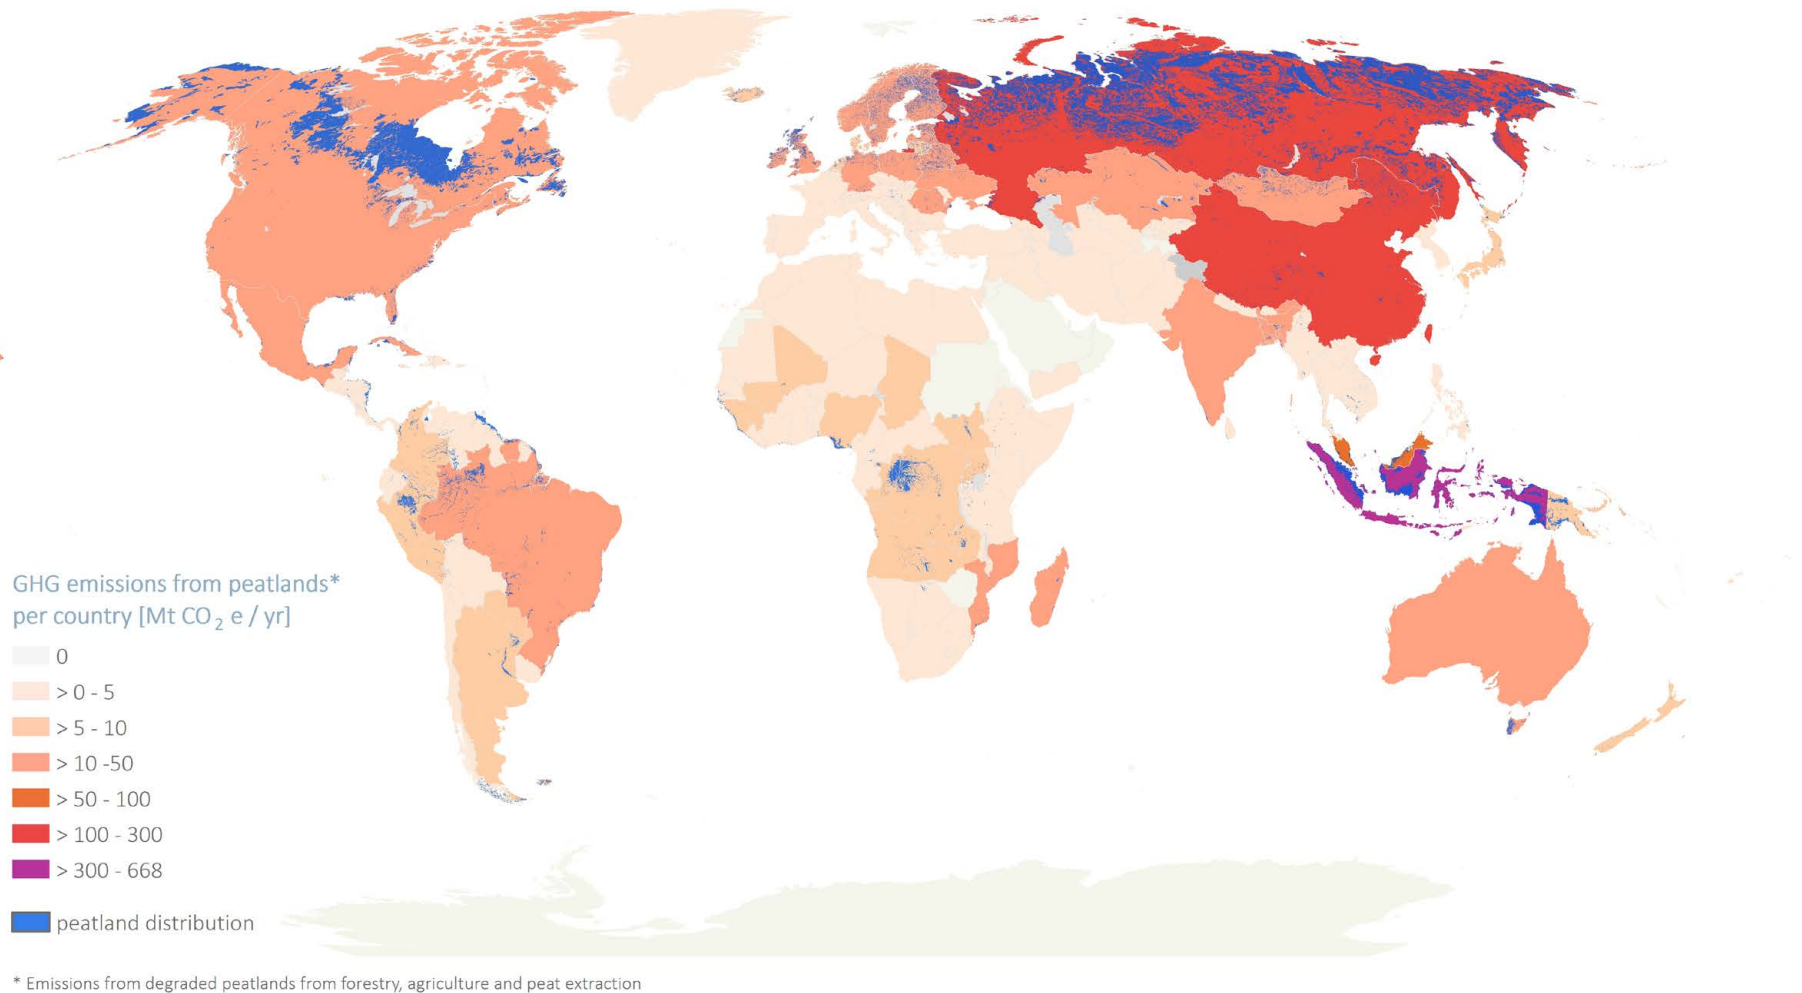 GHG emissions from peatlands*
per country [Mt CO2 e / yr]
0
> 0 - 5
> 5 - 10
> 10 -50
> 50 - 100
> 100 - 300
> 300 - 668
peatland distribution
* Emissions from degraded peatlands from forestry, agriculture and peat extraction